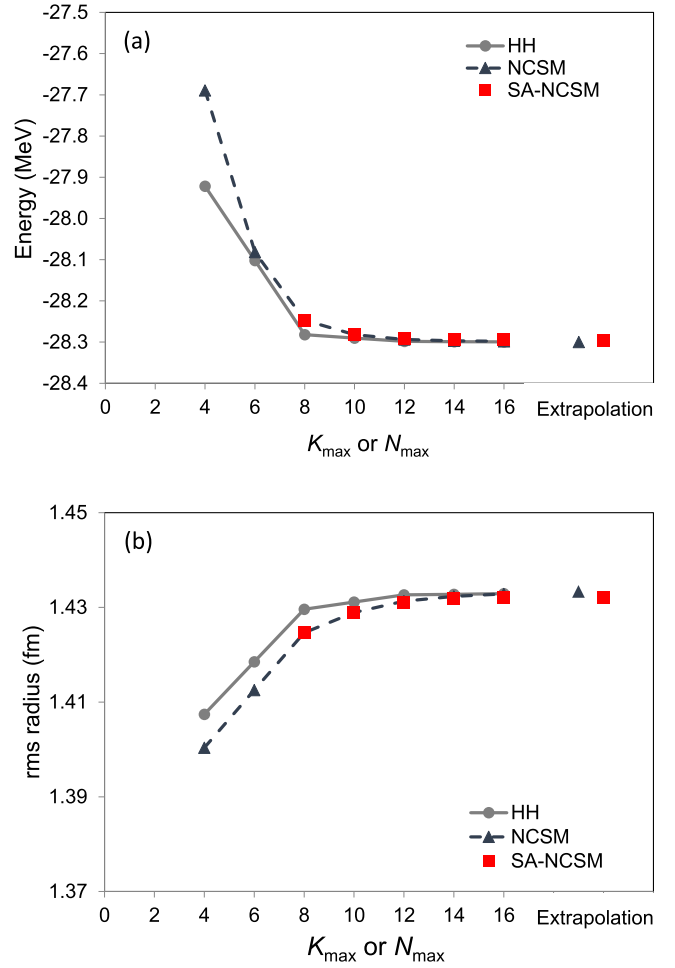 (a)
HH
NCSM
SA-NCSM
Energy (MeV)
-27.5
-27.6
-27.7
-27.8
-27.9
-28.0
-28.1
-28.2
-28.3
-28.4
0 2 4 6 8 10 12 14 16 Extrapolation
Kmax or Nmax
(b)
rms radius (fm)
1.45
1.43
1.41
1.39
1.37
HH
NCSM
SA-NCSM
0 2 4 6 8 10 12 14 16 Extrapolation
Kmax or Nmax